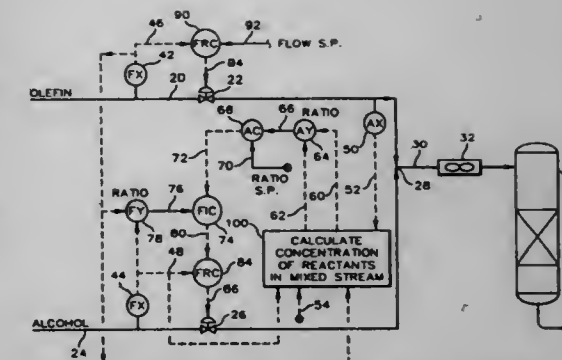 90
46
92
FRC
FLOW S.P.
42
FX
84
20
22
OLEFIN
68
66
RATIO
AC
AY
AX
50
72
70
64
30
32
RATIO
76
RATIO
S.P.
60
52
28
FY
FIC
62
78
80
74
100
48
CALCULATE
CONCENTRATION
OF REACTANTS
IN MIXED STREAM
FRC
84
44
FX
86
26
54
ALCOHOL
24